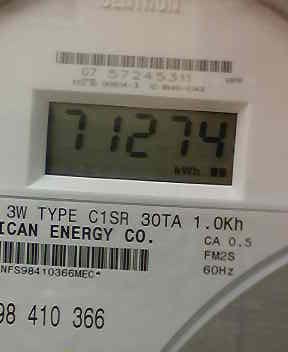 G7 57245311
71274
kWh
3W TYPE C1SR 30TA 1.0Kh
ICAN ENERGY CO.
CA 0.5
FM2S
NFS98410366MEC*
60Hz
98 410 366